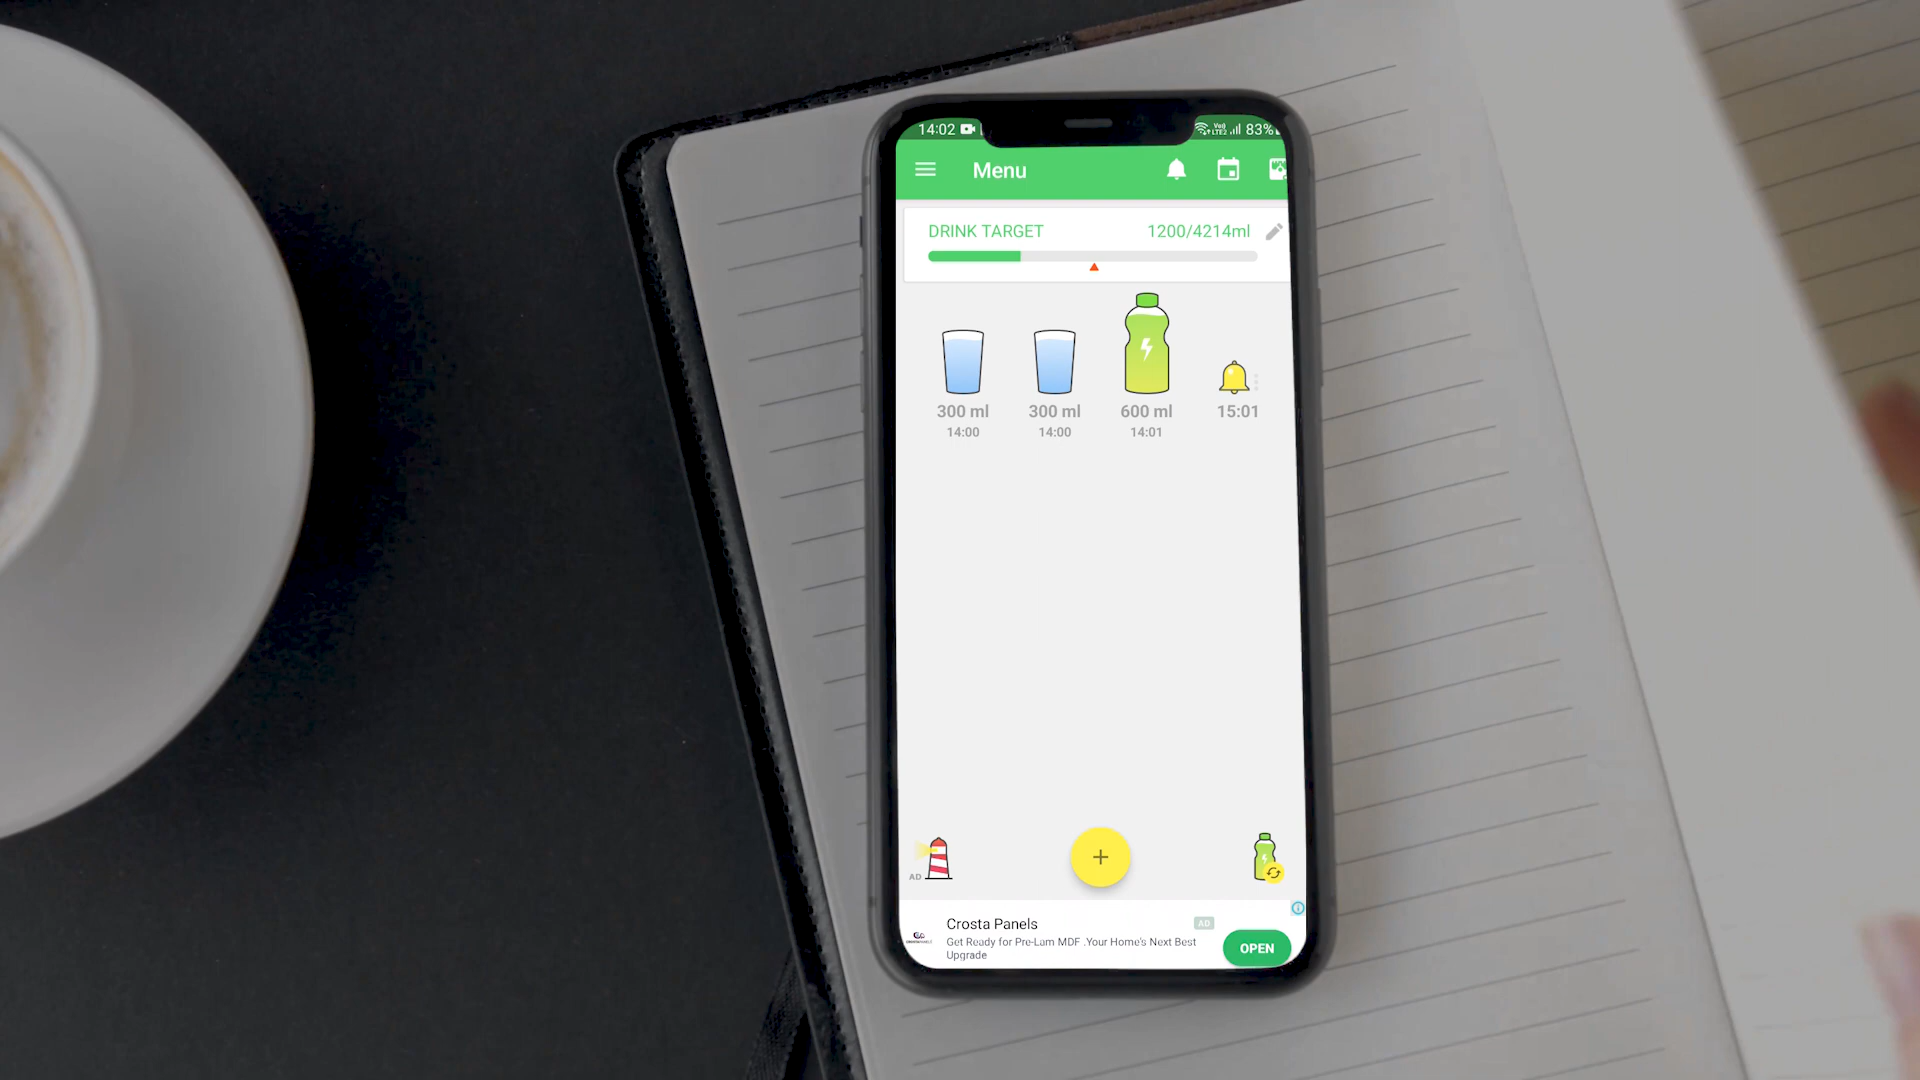 14:02
LTE2 83%
Menu
DRINK TARGET 1200/4214ml
300 ml 300 ml 600 ml 15:01
14:00 14:00 14:01
AD
Crosta Panels AD
Get Ready for Pre-Lam MDF .Your Home's Next Best
Upgrade
OPEN